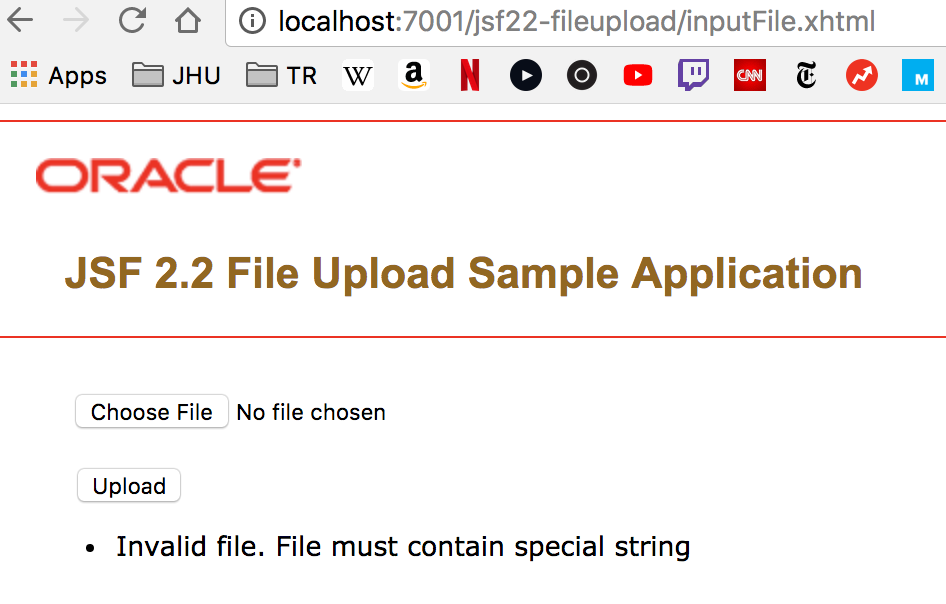 localhost:7001/jsf22-fileupload/inputFile.xhtml
Apps JHU TR W a N CNN T M
ORACLE
JSF 2.2 File Upload Sample Application
Choose File No file chosen
Upload
• Invalid file. File must contain special string